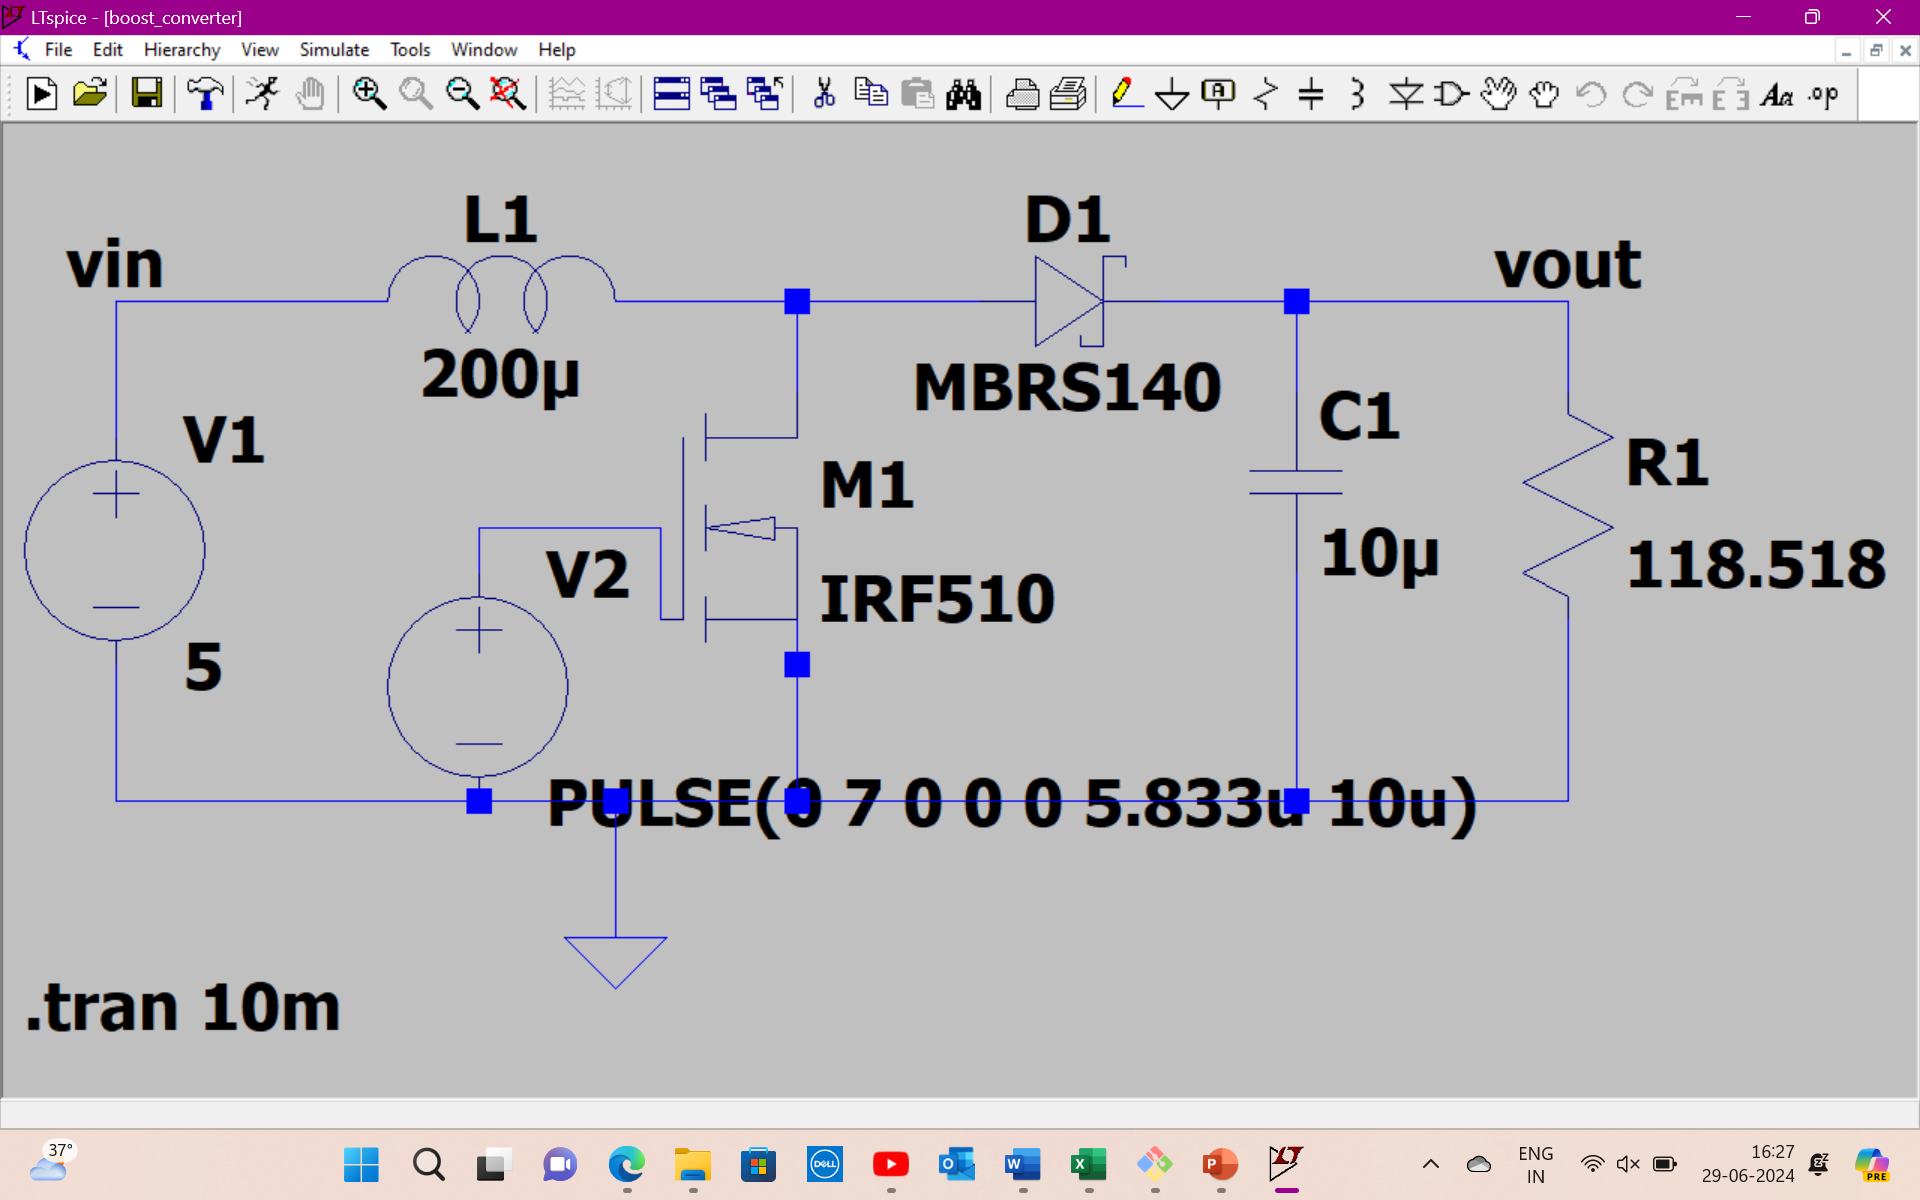 LTspice - [boost_converter]
File Edit Hierarchy View Simulate Tools Window Help
A
Aa
.op
L1
D1
vin
vout
200µ
MBRS140
C1
V1
R1
M1
V2
10µ
118.518
IRF510
5
PULSE(0 7 0 0 0 5.833u 10u)
.tran 10m
37°
DELL
O
W
X
P
ENG
IN
16:27
29-06-2024
PRE